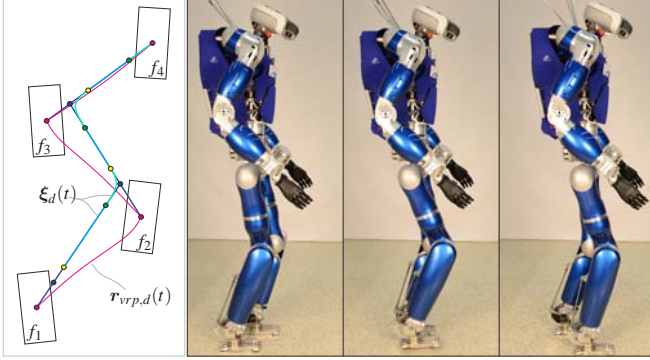 f4
f3
ξd(t)
f2
rvrp,d(t)
f1